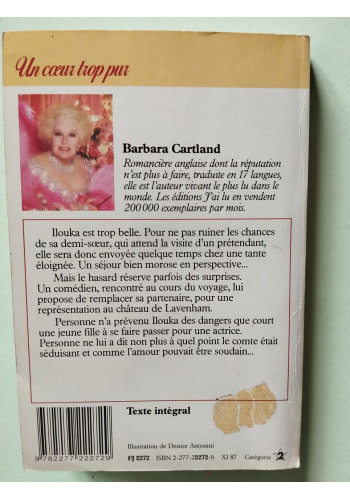 Un cœur trop pur
Barbara Cartland
Romancière anglaise dont la réputation
n'est plus à faire, traduite en 17 langues,
elle est l'auteur vivant le plus lu dans le
monde. Les éditions J'ai lu en vendent
200 000 exemplaires par mois.
Ilouka est trop belle. Pour ne pas ruiner les chances
de sa demi-sœur, qui attend la visite d'un prétendant,
elle sera donc envoyée quelque temps chez une tante
éloignée. Un séjour bien morose en perspective...
Mais le hasard réserve parfois des surprises.
Un comédien, rencontré au cours du voyage, lui
propose de remplacer sa partenaire, pour une
représentation au château de Lavenham.
Personne n'a prévenu Ilouka des dangers que court
une jeune fille à se faire passer pour une actrice.
Personne ne lui a dit non plus à quel point le comte était
séduisant et comme l'amour pouvait être soudain...
Texte intégral
Illustration de Denise Antonini
9 782277 222729
FJ 2272 ISBN 2-277-22272-0 XI 87 Catégorie 2